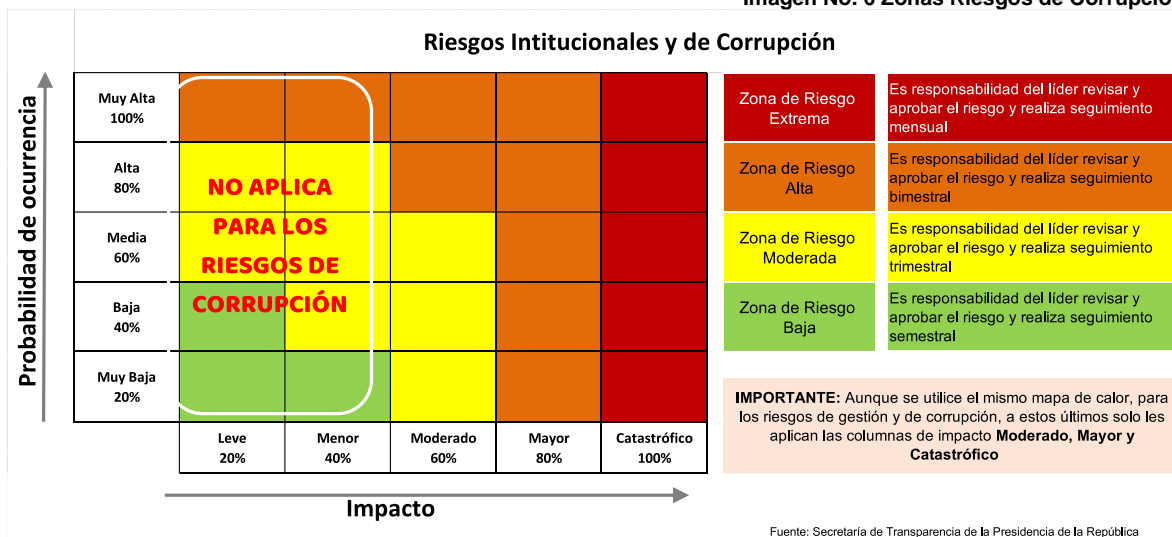 Imagen No. 6 Zonas Riesgos de Corrupció
Riesgos Intitucionales y de Corrupción
Probabilidad de ocurrencia
Muy Alta
100%
Alta
80%
Media
60%
Baja
40%
Muy Baja
20%
NO APLICA
PARA LOS
RIESGOS DE
CORRUPCIÓN
Leve
20%
Menor
40%
Moderado
60%
Mayor
80%
Catastrófico
100%
Impacto
Zona de Riesgo
Extrema
Es responsabilidad del líder revisar y
aprobar el riesgo y realiza seguimiento
mensual
Zona de Riesgo
Alta
Es responsabilidad del líder revisar y
aprobar el riesgo y realiza seguimiento
bimestral
Zona de Riesgo
Moderada
Es responsabilidad del líder revisar y
aprobar el riesgo y realiza seguimiento
trimestral
Zona de Riesgo
Baja
Es responsabilidad del líder revisar y
aprobar el riesgo y realiza seguimiento
semestral
IMPORTANTE: Aunque se utilice el mismo mapa de calor, para
los riesgos de gestión y de corrupción, a estos últimos solo les
aplican las columnas de impacto Moderado, Mayor y
Catastrófico
Fuente: Secretaría de Transparencia de la Presidencia de la República